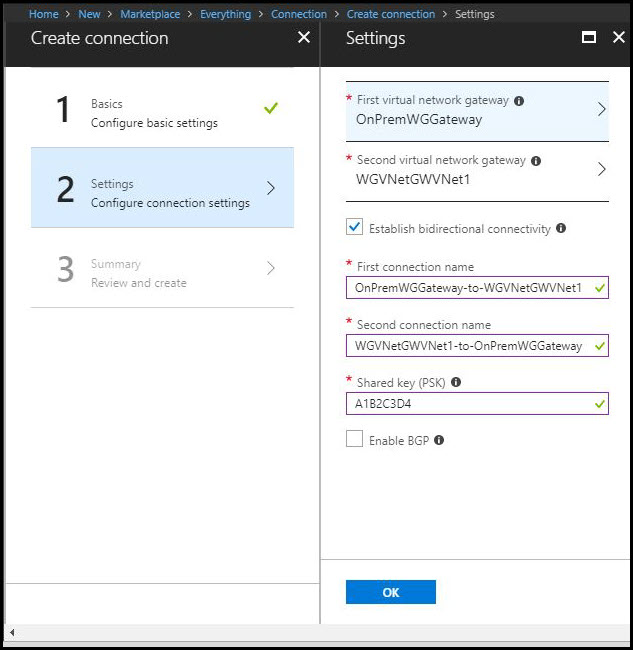 Home > New > Marketplace > Everything > Connection > Create connection > Settings
Create connection
1
Basics
Configure basic settings
2
Settings
Configure connection settings
3
Summary
Review and create
Settings
* First virtual network gateway
OnPremWGGateway
* Second virtual network gateway
WGVNetGWVNet1
Establish bidirectional connectivity
* First connection name
OnPremWGGateway-to-WGVNetGWVNet1
* Second connection name
WGVNetGWVNet1-to-OnPremWGGateway
* Shared key (PSK)
A1B2C3D4
Enable BGP
OK